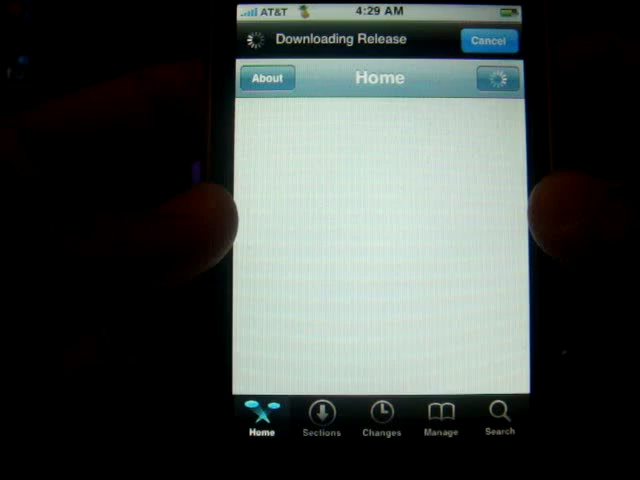 AT&T 4:29 AM
Downloading Release Cancel
About Home
Home Sections Changes Manage Search